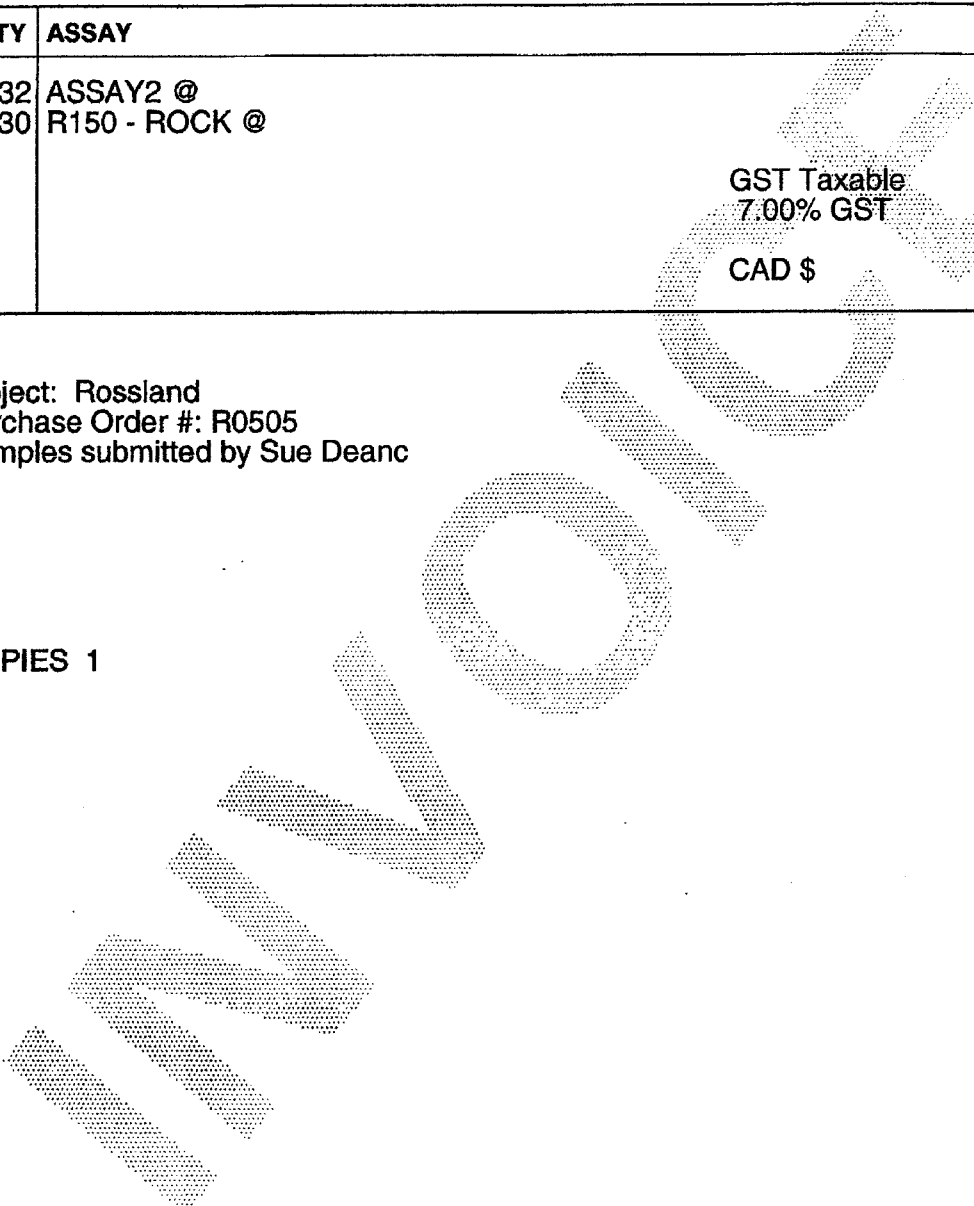 TY ASSAY
32 ASSAY2 @
30 R150 - ROCK @
GST Taxable
7.00% GST
CAD $
ject: Rossland
rchase Order #: R0505
mples submitted by Sue Deanc
PIES 1
INVOICE